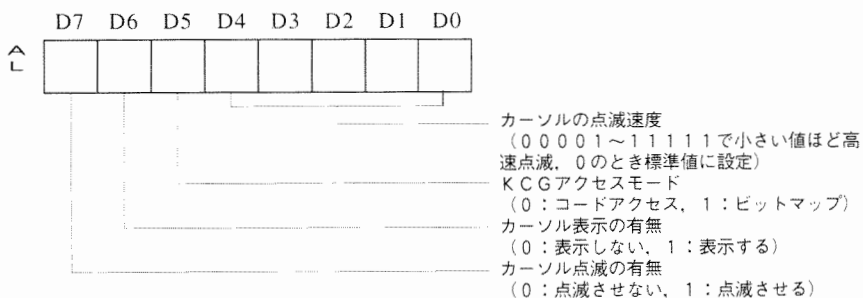 D7 D6 D5 D4 D3 D2 D1 D0
AL
カーソルの点滅速度
(00001～11111で小さい値ほど高
速点滅，0のとき標準値に設定)
KCGアクセスモード
(0：コードアクセス，1：ビットマップ)
カーソル表示の有無
(0：表示しない，1：表示する)
カーソル点滅の有無
(0：点滅させない，1：点滅させる)